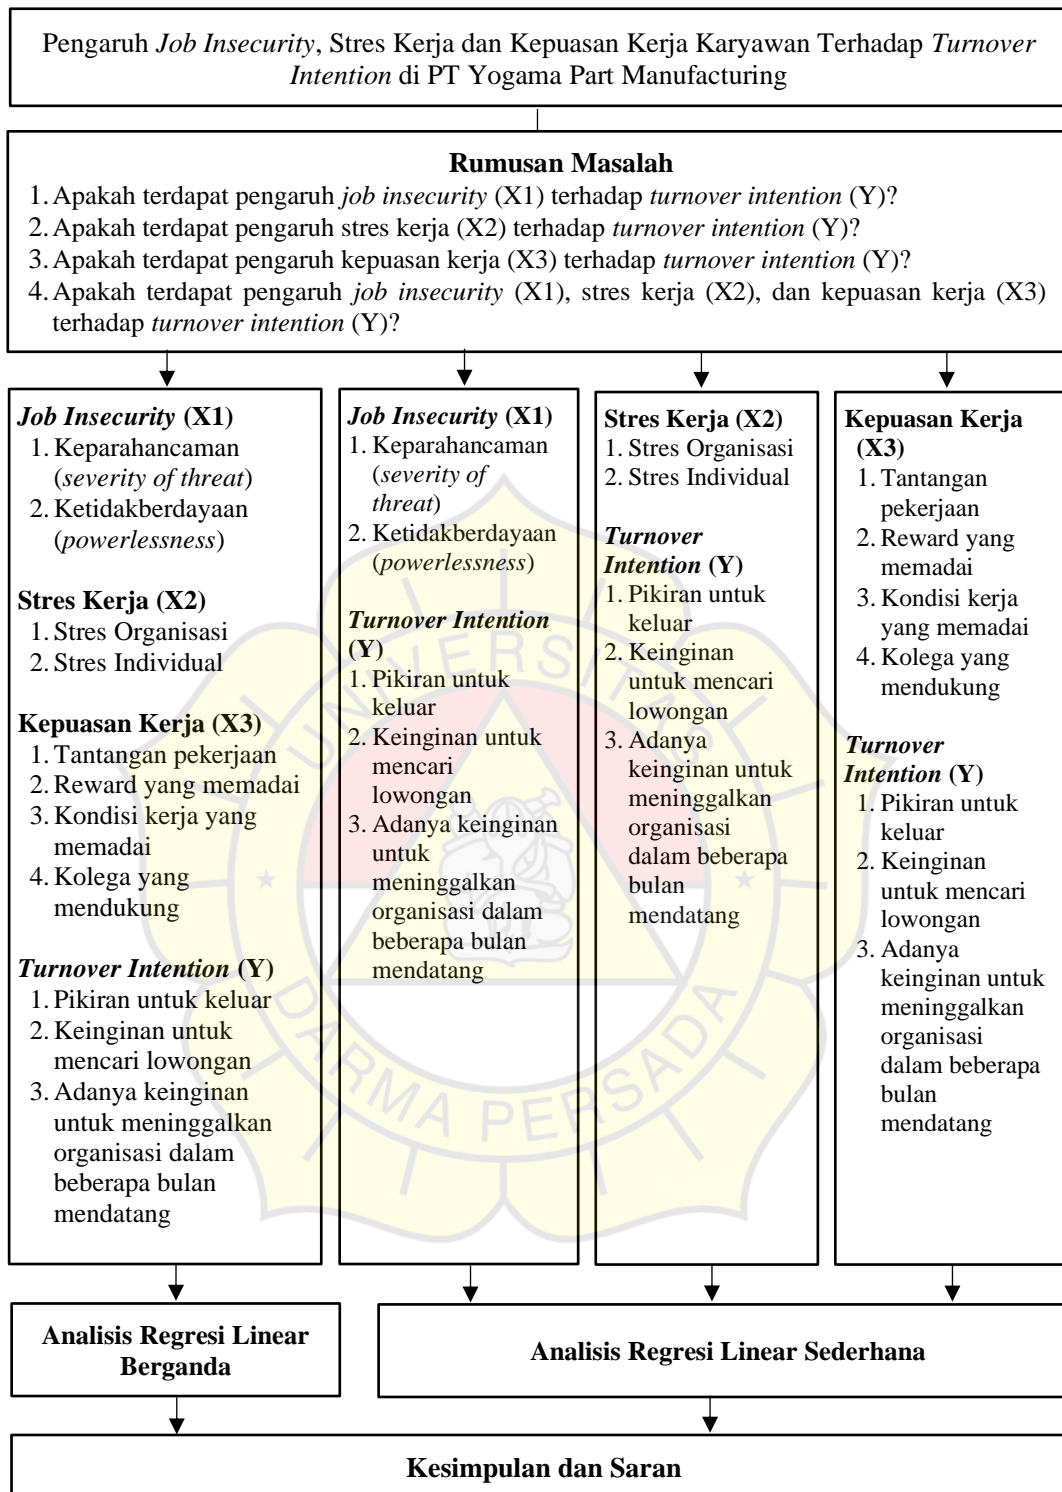 Pengaruh Job Insecurity, Stres Kerja dan Kepuasan Kerja Karyawan Terhadap Turnover
Intention di PT Yogama Part Manufacturing
Rumusan Masalah
1. Apakah terdapat pengaruh job insecurity (X1) terhadap turnover intention (Y)?
2. Apakah terdapat pengaruh stres kerja (X2) terhadap turnover intention (Y)?
3. Apakah terdapat pengaruh kepuasan kerja (X3) terhadap turnover intention (Y)?
4. Apakah terdapat pengaruh job insecurity (X1), stres kerja (X2), dan kepuasan kerja (X3)
terhadap turnover intention (Y)?
Job Insecurity (X1)
1. Keparahancaman
(severity of threat)
2. Ketidakberdayaan
(powerlessness)
Stres Kerja (X2)
1. Stres Organisasi
2. Stres Individual
Kepuasan Kerja (X3)
1. Tantangan pekerjaan
2. Reward yang memadai
3. Kondisi kerja yang
memadai
4. Kolega yang
mendukung
Turnover Intention (Y)
1. Pikiran untuk keluar
2. Keinginan untuk
mencari lowongan
3. Adanya keinginan
untuk meninggalkan
organisasi dalam
beberapa bulan
mendatang
Job Insecurity (X1)
1. Keparahancaman
(severity of
threat)
2. Ketidakberdayaan
(powerlessness)
Turnover Intention
(Y)
1. Pikiran untuk
keluar
2. Keinginan untuk
mencari
lowongan
3. Adanya keinginan
untuk
meninggalkan
organisasi dalam
beberapa bulan
mendatang
Stres Kerja (X2)
1. Stres Organisasi
2. Stres Individual
Turnover
Intention (Y)
1. Pikiran untuk
keluar
2. Keinginan
untuk mencari
lowongan
3. Adanya
keinginan untuk
meninggalkan
organisasi
dalam beberapa
bulan
mendatang
Kepuasan Kerja
(X3)
1. Tantangan
pekerjaan
2. Reward yang
memadai
3. Kondisi kerja
yang memadai
4. Kolega yang
mendukung
Turnover
Intention (Y)
1. Pikiran untuk
keluar
2. Keinginan
untuk mencari
lowongan
3. Adanya
keinginan untuk
meninggalkan
organisasi
dalam beberapa
bulan
mendatang
UNIVERSITAS
DARMA PERSADA
Analisis Regresi Linear
Berganda
Analisis Regresi Linear Sederhana
Kesimpulan dan Saran